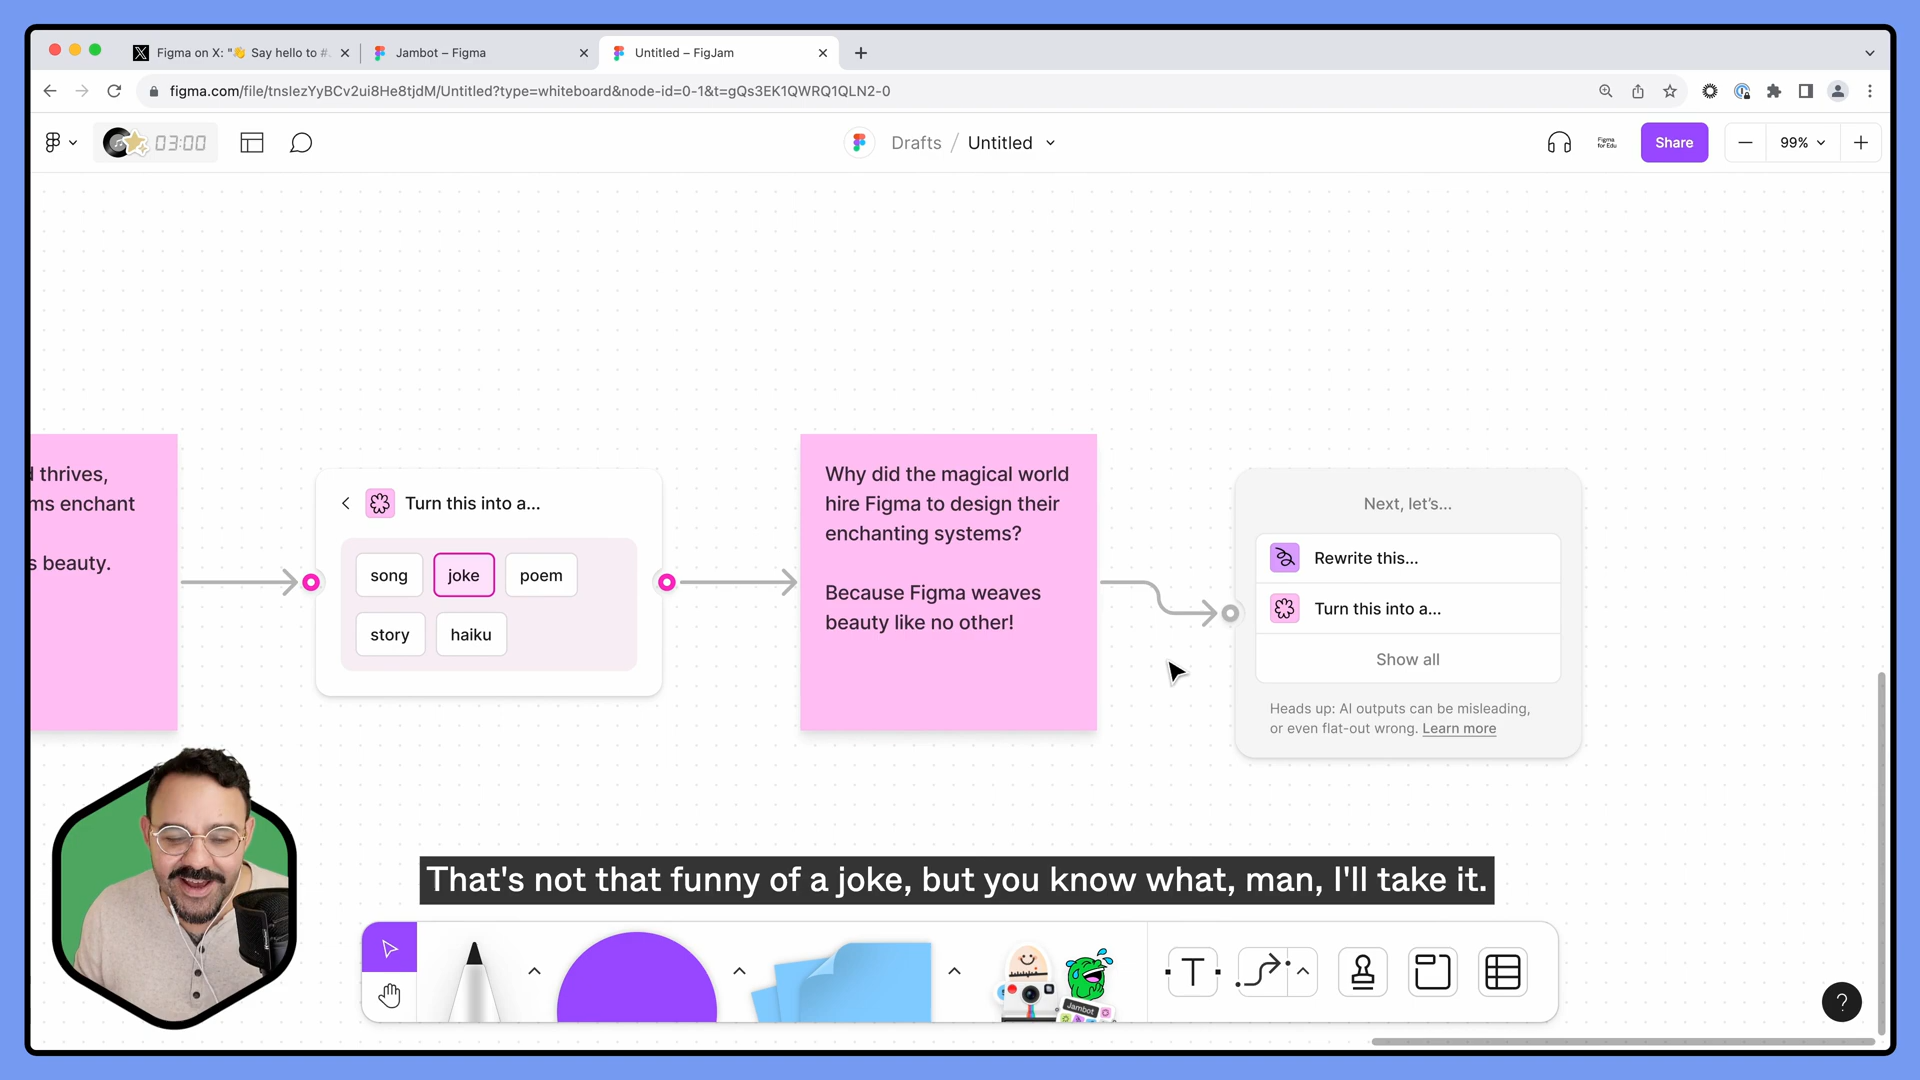 Figma on X: "👋 Say hello to #
Jambot – Figma
Untitled – FigJam
figma.com/file/tnslezYyBCv2ui8He8tjdM/Untitled?type=whiteboard&node-id=0-1&t=gQs3EK1QWRQ1QLN2-0
03:00
Drafts / Untitled
Figma
for Edu
Share
99%
thrives,
ms enchant
s beauty.
Turn this into a...
song
joke
poem
story
haiku
Why did the magical world
hire Figma to design their
enchanting systems?
Because Figma weaves
beauty like no other!
Next, let's...
Rewrite this...
Turn this into a...
Show all
Heads up: AI outputs can be misleading,
or even flat-out wrong. Learn more
That's not that funny of a joke, but you know what, man, I'll take it.
Jambot
T
?